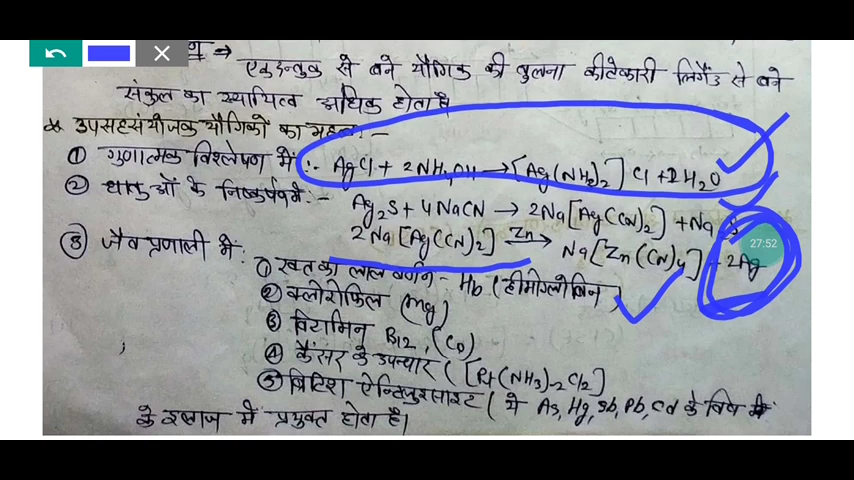 ⇒ एकदन्तुक से बने यौगिक की तुलना कीलेटकारी लिगैंड से बने
संकुल का स्थायित्व अधिक होता है
* उपसहसंयोजक यौगिकों का महत्व :-
① गुणात्मक विश्लेषण में :- AgCl + 2NH4OH → [Ag(NH3)2] Cl + 2H2O
② धातुओं के निष्कर्षण में :- Ag2S + 4NaCN → 2Na[Ag(CN)2] + Na2S
2Na[Ag(CN)2] Zn→ Na[Zn(CN)4] + 2Ag
27:52
③ जैव प्रणाली में :
① रक्त का लाल वर्णन - Hb (हीमोग्लोबिन)
② क्लोरोफिल (mg)
③ विटामिन B12, (Co)
④ कैंसर के उपचार ([Pt(NH3)-2Cl2]
⑤ ब्रिटिश ऐन्टिलुइसाइट ( ये As, Hg, Sb, Pb, Cd के विष
के इलाज में प्रयुक्त होता है।